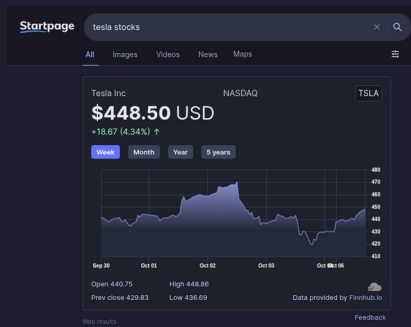 Startpage
tesla stocks
All Images Videos News Maps
Tesla Inc NASDAQ TSLA
$448.50 USD
+18.67 (4.34%) ↑
Week Month Year 5 years
480
470
460
450
440
430
420
410
Sep 30 Oct 01 Oct 02 Oct 03 Oct 06
Open 440.75 High 448.86
Prev close 429.83 Low 436.69 Data provided by Finnhub.io
Web results Feedback